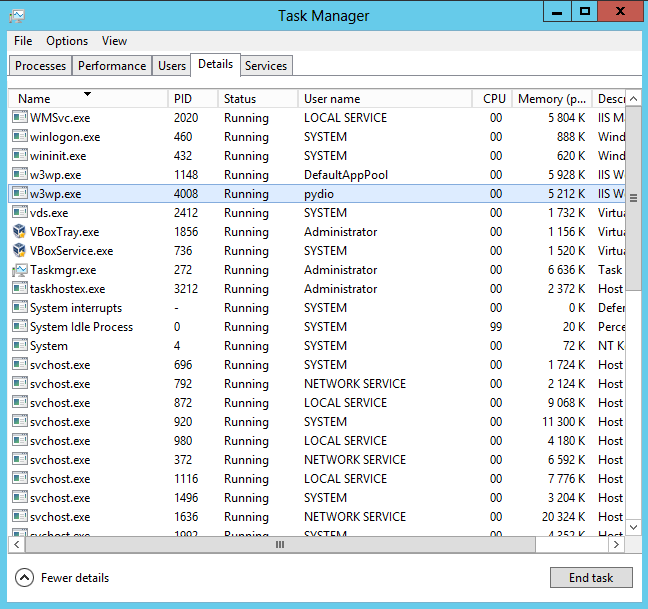 Task Manager
File Options View
Processes Performance Users Details Services
Name PID Status User name CPU Memory (p... Descr
WMSvc.exe 2020 Running LOCAL SERVICE 00 5 804 K IIS M
winlogon.exe 460 Running SYSTEM 00 888 K Wind
wininit.exe 432 Running SYSTEM 00 620 K Wind
w3wp.exe 1148 Running DefaultAppPool 00 5 928 K IIS W
w3wp.exe 4008 Running pydio 00 5 212 K IIS W
vds.exe 2412 Running SYSTEM 00 1 732 K Virtua
VBoxTray.exe 1856 Running Administrator 00 1 156 K Virtua
VBoxService.exe 736 Running SYSTEM 00 1 520 K Virtua
Taskmgr.exe 272 Running Administrator 00 6 636 K Task
taskhostex.exe 3212 Running Administrator 00 2 372 K Host
System interrupts - Running SYSTEM 00 0 K Defer
System Idle Process 0 Running SYSTEM 99 20 K Perce
System 4 Running SYSTEM 00 72 K NT K
svchost.exe 696 Running SYSTEM 00 1 724 K Host
svchost.exe 792 Running NETWORK SERVICE 00 2 124 K Host
svchost.exe 872 Running LOCAL SERVICE 00 9 068 K Host
svchost.exe 920 Running SYSTEM 00 11 300 K Host
svchost.exe 980 Running LOCAL SERVICE 00 4 180 K Host
svchost.exe 372 Running NETWORK SERVICE 00 6 592 K Host
svchost.exe 1116 Running LOCAL SERVICE 00 7 776 K Host
svchost.exe 1496 Running SYSTEM 00 3 204 K Host
svchost.exe 1636 Running NETWORK SERVICE 00 20 324 K Host
svchost.exe 1992 Running SYSTEM 00 4 352 K Host
Fewer details End task